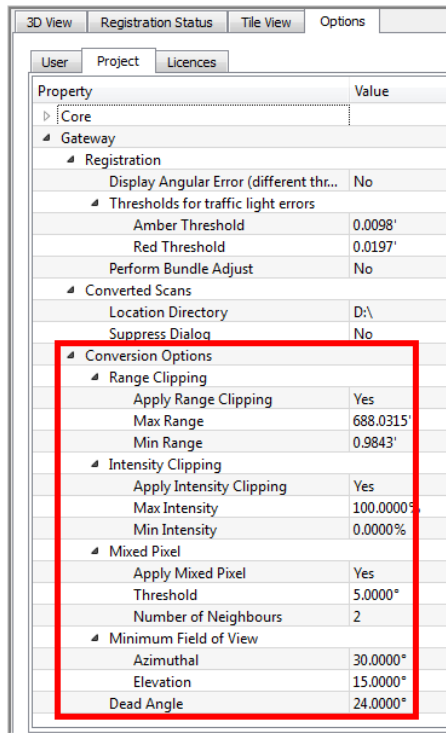 3D View Registration Status Tile View Options
User Project Licences
Property Value
Core
Gateway
Registration
Display Angular Error (different thr... No
Thresholds for traffic light errors
Amber Threshold 0.0098'
Red Threshold 0.0197'
Perform Bundle Adjust No
Converted Scans
Location Directory D:\
Suppress Dialog No
Conversion Options
Range Clipping
Apply Range Clipping Yes
Max Range 688.0315'
Min Range 0.9843'
Intensity Clipping
Apply Intensity Clipping Yes
Max Intensity 100.0000%
Min Intensity 0.0000%
Mixed Pixel
Apply Mixed Pixel Yes
Threshold 5.0000°
Number of Neighbours 2
Minimum Field of View
Azimuthal 30.0000°
Elevation 15.0000°
Dead Angle 24.0000°